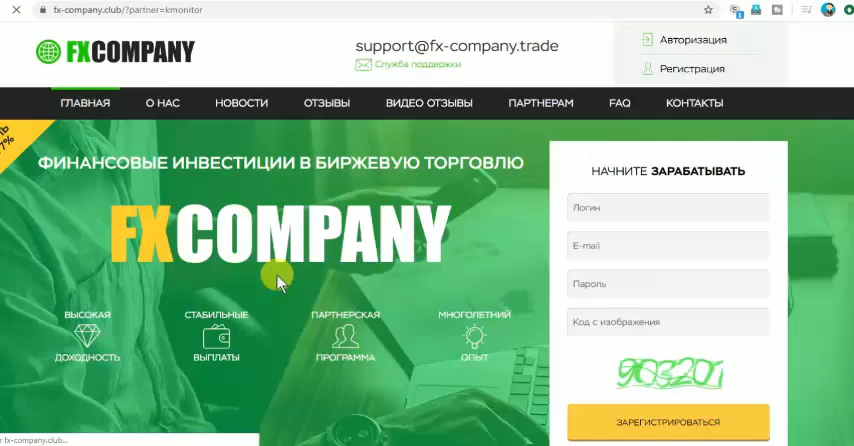 fx-company.club/?partner=kmonitor
FXCOMPANY
support@fx-company.trade
Служба поддержки
Авторизация
Регистрация
ГЛАВНАЯ
О НАС
НОВОСТИ
ОТЗЫВЫ
ВИДЕО ОТЗЫВЫ
ПАРТНЕРАМ
FAQ
КОНТАКТЫ
7%
ФИНАНСОВЫЕ ИНВЕСТИЦИИ В БИРЖЕВУЮ ТОРГОВЛЮ
FXCOMPANY
ВЫСОКАЯ
ДОХОДНОСТЬ
СТАБИЛЬНЫЕ
ВЫПЛАТЫ
ПАРТНЕРСКАЯ
ПРОГРАММА
МНОГОЛЕТНИЙ
ОПЫТ
НАЧНИТЕ ЗАРАБАТЫВАТЬ
Логин
E-mail
Пароль
Код с изображения
ЗАРЕГИСТРИРОВАТЬСЯ
fx-company.club...